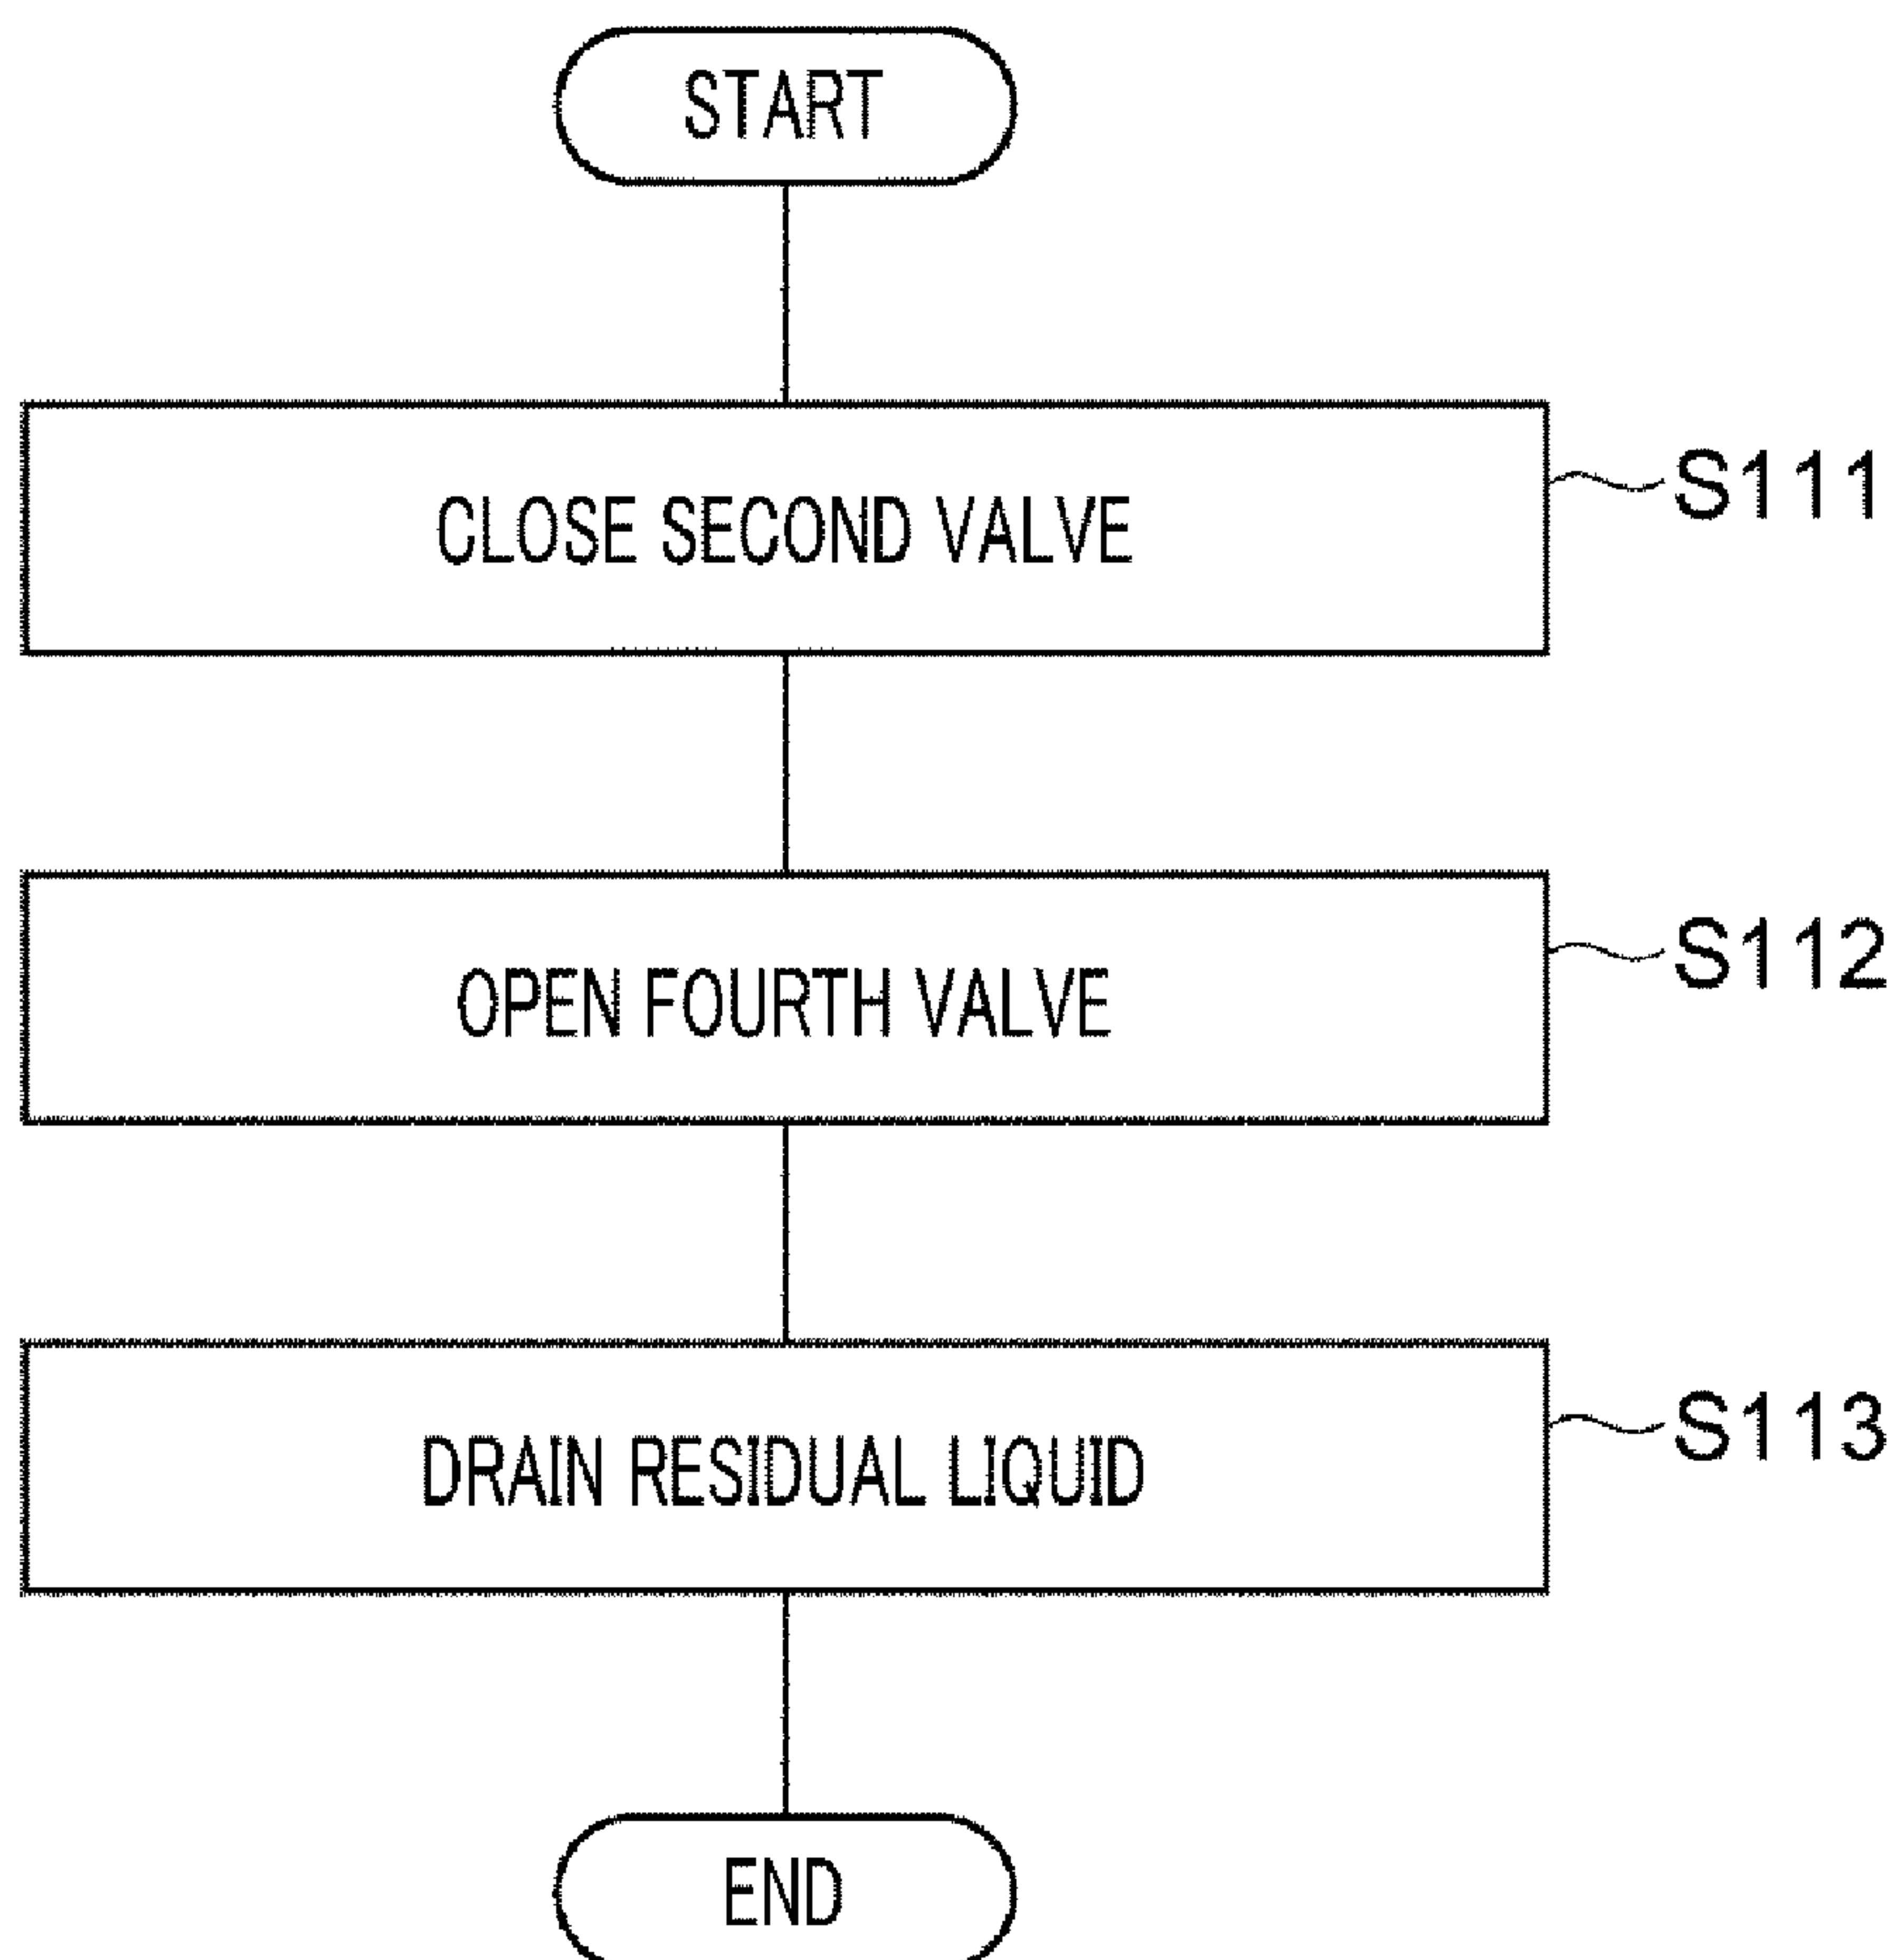 START
CLOSE SECOND VALVE
S111
OPEN FOURTH VALVE
S112
DRAIN RESIDUAL LIQUID
S113
END